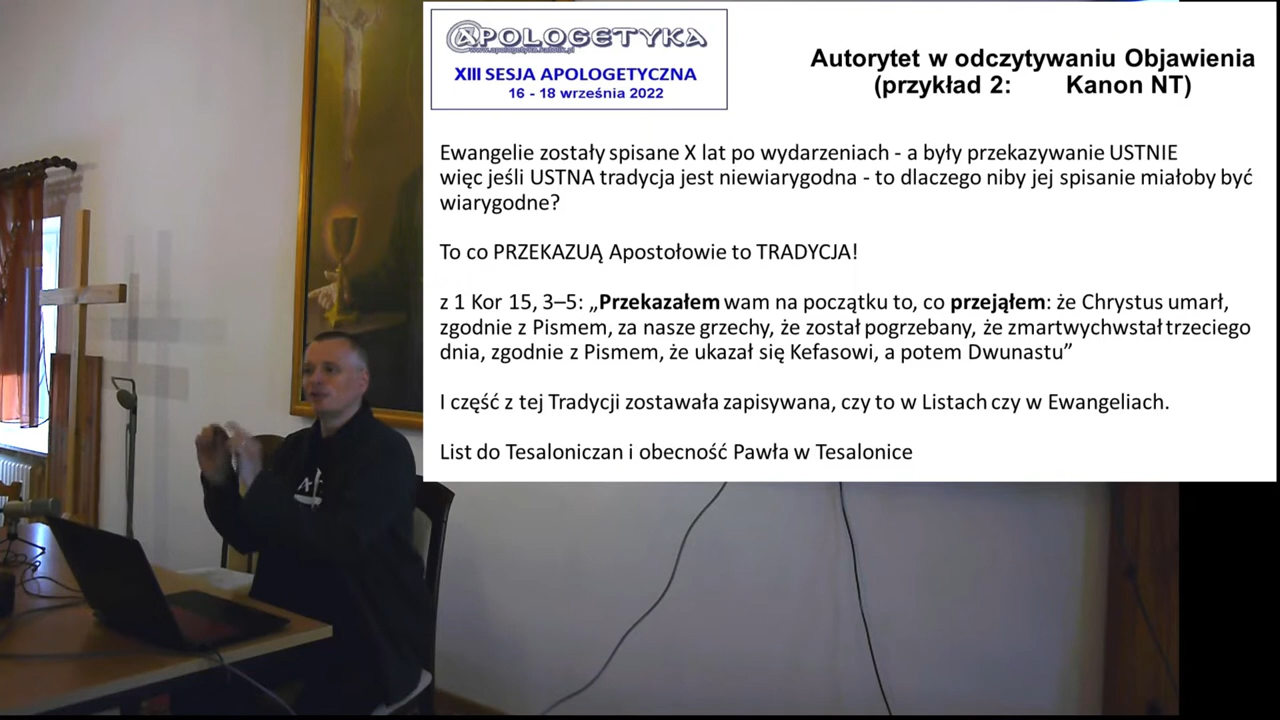 @POLOGETYKA
www.apologetyka.katolik.pl
XIII SESJA APOLOGETYCZNA
16 - 18 września 2022
Autorytet w odczytywaniu Objawienia
(przykład 2: Kanon NT)
Ewangelie zostały spisane X lat po wydarzeniach - a były przekazywanie USTNIE
więc jeśli USTNA tradycja jest niewiarygodna - to dlaczego niby jej spisanie miałoby być
wiarygodne?
To co PRZEKAZUĄ Apostołowie to TRADYCJA!
z 1 Kor 15, 3–5: „Przekazałem wam na początku to, co przejąłem: że Chrystus umarł,
zgodnie z Pismem, za nasze grzechy, że został pogrzebany, że zmartwychwstał trzeciego
dnia, zgodnie z Pismem, że ukazał się Kefasowi, a potem Dwunastu”
I część z tej Tradycji zostawała zapisywana, czy to w Listach czy w Ewangeliach.
List do Tesaloniczan i obecność Pawła w Tesalonice